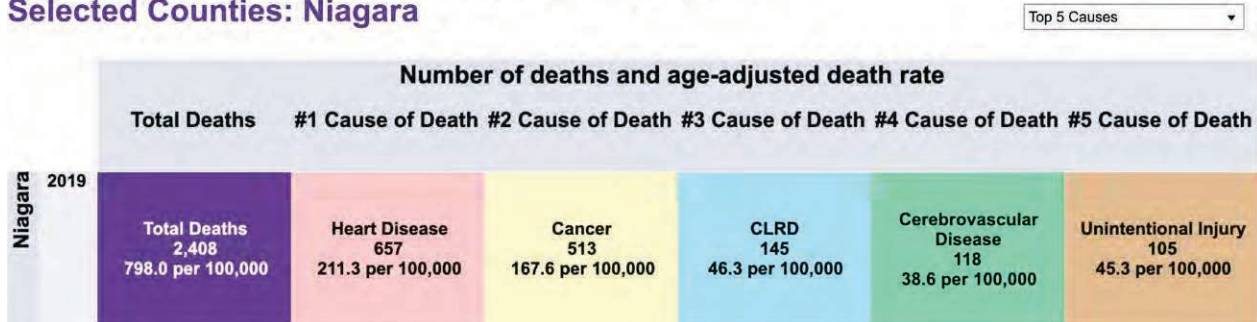 Selected Counties: Niagara
Top 5 Causes
Number of deaths and age-adjusted death rate
Total Deaths #1 Cause of Death #2 Cause of Death #3 Cause of Death #4 Cause of Death #5 Cause of Death
Niagara
2019
Total Deaths
2,408
798.0 per 100,000
Heart Disease
657
211.3 per 100,000
Cancer
513
167.6 per 100,000
CLRD
145
46.3 per 100,000
Cerebrovascular
Disease
118
38.6 per 100,000
Unintentional Injury
105
45.3 per 100,000